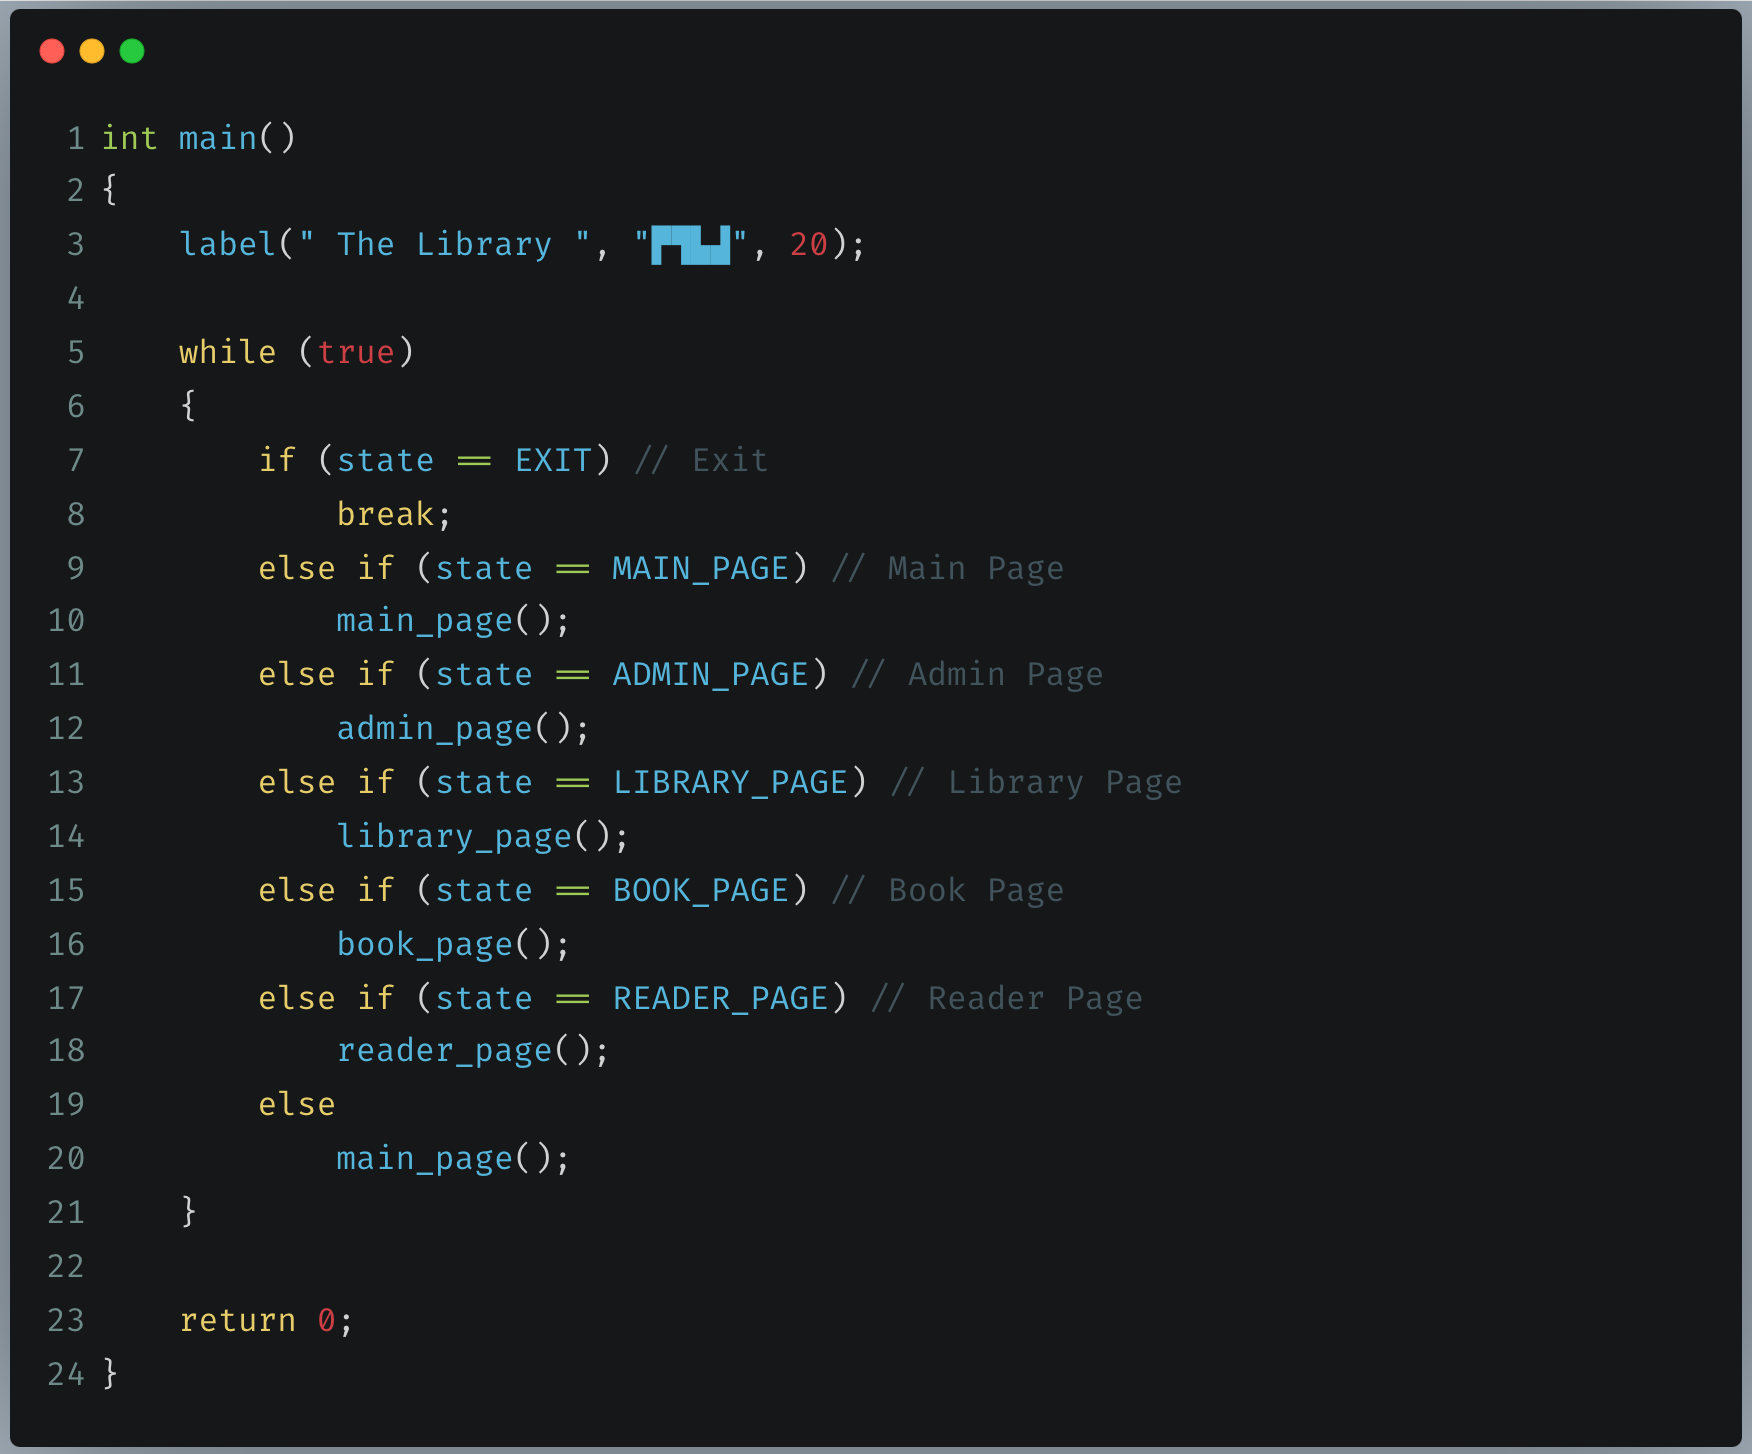 1 int main()
2 {
3     label(" The Library ", "▛▜▙▟", 20);
4
5     while (true)
6     {
7         if (state == EXIT) // Exit
8             break;
9         else if (state == MAIN_PAGE) // Main Page
10             main_page();
11         else if (state == ADMIN_PAGE) // Admin Page
12             admin_page();
13         else if (state == LIBRARY_PAGE) // Library Page
14             library_page();
15         else if (state == BOOK_PAGE) // Book Page
16             book_page();
17         else if (state == READER_PAGE) // Reader Page
18             reader_page();
19         else
20             main_page();
21     }
22
23     return 0;
24 }